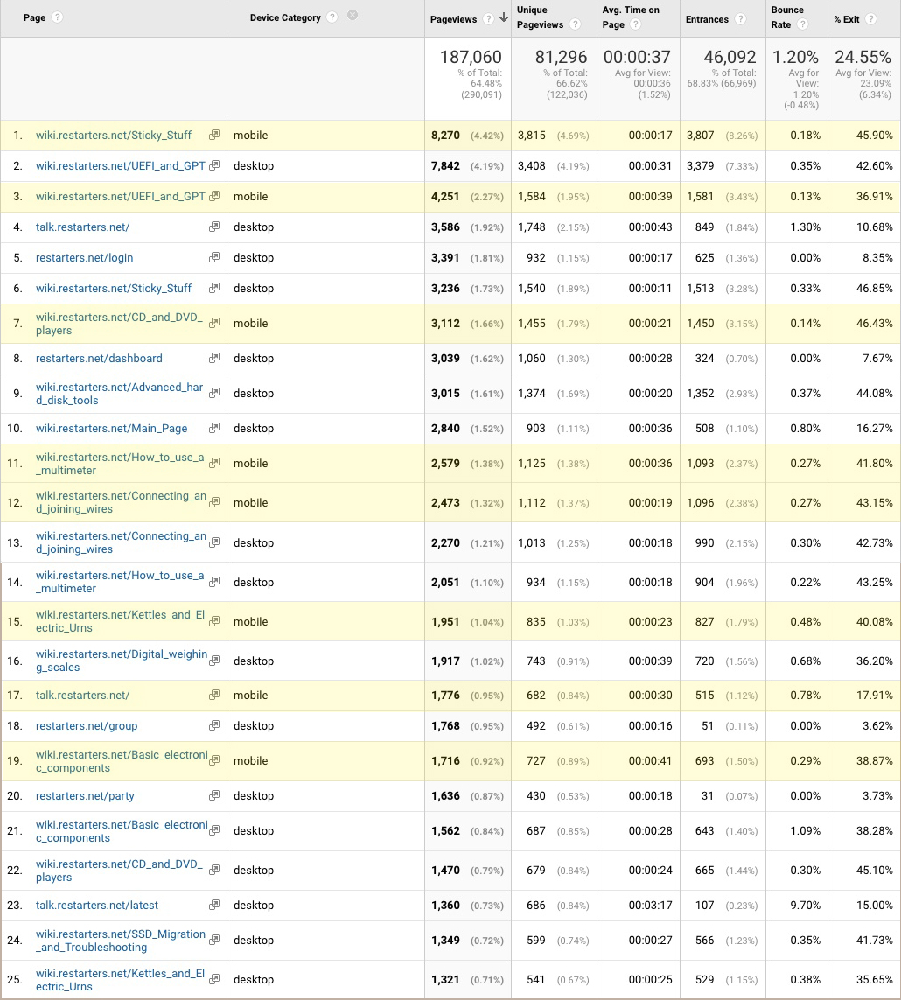 Page ? Device Category ? Pageviews ? Unique Pageviews ? Avg. Time on Page ? Entrances ? Bounce Rate ? % Exit ?
187,060 81,296 00:00:37 46,092 1.20% 24.55%
% of Total: 64.48% (290,091) % of Total: 66.62% (122,036) Avg for View: 00:00:36 (1.52%) % of Total: 68.83% (66,969) Avg for View: 1.20% (-0.48%) Avg for View: 23.09% (6.34%)
1. wiki.restarters.net/Sticky_Stuff mobile 8,270 (4.42%) 3,815 (4.69%) 00:00:17 3,807 (8.26%) 0.18% 45.90%
2. wiki.restarters.net/UEFI_and_GPT desktop 7,842 (4.19%) 3,408 (4.19%) 00:00:31 3,379 (7.33%) 0.35% 42.60%
3. wiki.restarters.net/UEFI_and_GPT mobile 4,251 (2.27%) 1,584 (1.95%) 00:00:39 1,581 (3.43%) 0.13% 36.91%
4. talk.restarters.net/ desktop 3,586 (1.92%) 1,748 (2.15%) 00:00:43 849 (1.84%) 1.30% 10.68%
5. restarters.net/login desktop 3,391 (1.81%) 932 (1.15%) 00:00:17 625 (1.36%) 0.00% 8.35%
6. wiki.restarters.net/Sticky_Stuff desktop 3,236 (1.73%) 1,540 (1.89%) 00:00:11 1,513 (3.28%) 0.33% 46.85%
7. wiki.restarters.net/CD_and_DVD_
players mobile 3,112 (1.66%) 1,455 (1.79%) 00:00:21 1,450 (3.15%) 0.14% 46.43%
8. restarters.net/dashboard desktop 3,039 (1.62%) 1,060 (1.30%) 00:00:28 324 (0.70%) 0.00% 7.67%
9. wiki.restarters.net/Advanced_har
d_disk_tools desktop 3,015 (1.61%) 1,374 (1.69%) 00:00:20 1,352 (2.93%) 0.37% 44.08%
10. wiki.restarters.net/Main_Page desktop 2,840 (1.52%) 903 (1.11%) 00:00:36 508 (1.10%) 0.80% 16.27%
11. wiki.restarters.net/How_to_use_a
_multimeter mobile 2,579 (1.38%) 1,125 (1.38%) 00:00:36 1,093 (2.37%) 0.27% 41.80%
12. wiki.restarters.net/Connecting_an
d_joining_wires mobile 2,473 (1.32%) 1,112 (1.37%) 00:00:19 1,096 (2.38%) 0.27% 43.15%
13. wiki.restarters.net/Connecting_an
d_joining_wires desktop 2,270 (1.21%) 1,013 (1.25%) 00:00:18 990 (2.15%) 0.30% 42.73%
14. wiki.restarters.net/How_to_use_a
_multimeter desktop 2,051 (1.10%) 934 (1.15%) 00:00:18 904 (1.96%) 0.22% 43.25%
15. wiki.restarters.net/Kettles_and_El
ectric_Urns mobile 1,951 (1.04%) 835 (1.03%) 00:00:23 827 (1.79%) 0.48% 40.08%
16. wiki.restarters.net/Digital_weighin
g_scales desktop 1,917 (1.02%) 743 (0.91%) 00:00:39 720 (1.56%) 0.68% 36.20%
17. talk.restarters.net/ mobile 1,776 (0.95%) 682 (0.84%) 00:00:30 515 (1.12%) 0.78% 17.91%
18. restarters.net/group desktop 1,768 (0.95%) 492 (0.61%) 00:00:16 51 (0.11%) 0.00% 3.62%
19. wiki.restarters.net/Basic_electroni
c_components mobile 1,716 (0.92%) 727 (0.89%) 00:00:41 693 (1.50%) 0.29% 38.87%
20. restarters.net/party desktop 1,636 (0.87%) 430 (0.53%) 00:00:18 31 (0.07%) 0.00% 3.73%
21. wiki.restarters.net/Basic_electroni
c_components desktop 1,562 (0.84%) 687 (0.85%) 00:00:28 643 (1.40%) 1.09% 38.28%
22. wiki.restarters.net/CD_and_DVD_
players desktop 1,470 (0.79%) 679 (0.84%) 00:00:24 665 (1.44%) 0.30% 45.10%
23. talk.restarters.net/latest desktop 1,360 (0.73%) 686 (0.84%) 00:03:17 107 (0.23%) 9.70% 15.00%
24. wiki.restarters.net/SSD_Migration
_and_Troubleshooting desktop 1,349 (0.72%) 599 (0.74%) 00:00:27 566 (1.23%) 0.35% 41.73%
25. wiki.restarters.net/Kettles_and_El
ectric_Urns desktop 1,321 (0.71%) 541 (0.67%) 00:00:25 529 (1.15%) 0.38% 35.65%